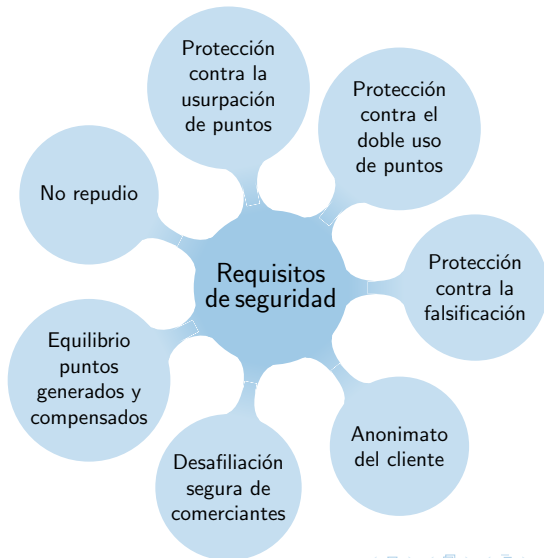 Protección
contra la
usurpación
de puntos
Protección
contra el
doble uso
de puntos
No repudio
Requisitos
de seguridad
Protección
contra la
falsificación
Equilibrio
puntos
generados y
compensados
Anonimato
del cliente
Desafiliación
segura de
comerciantes